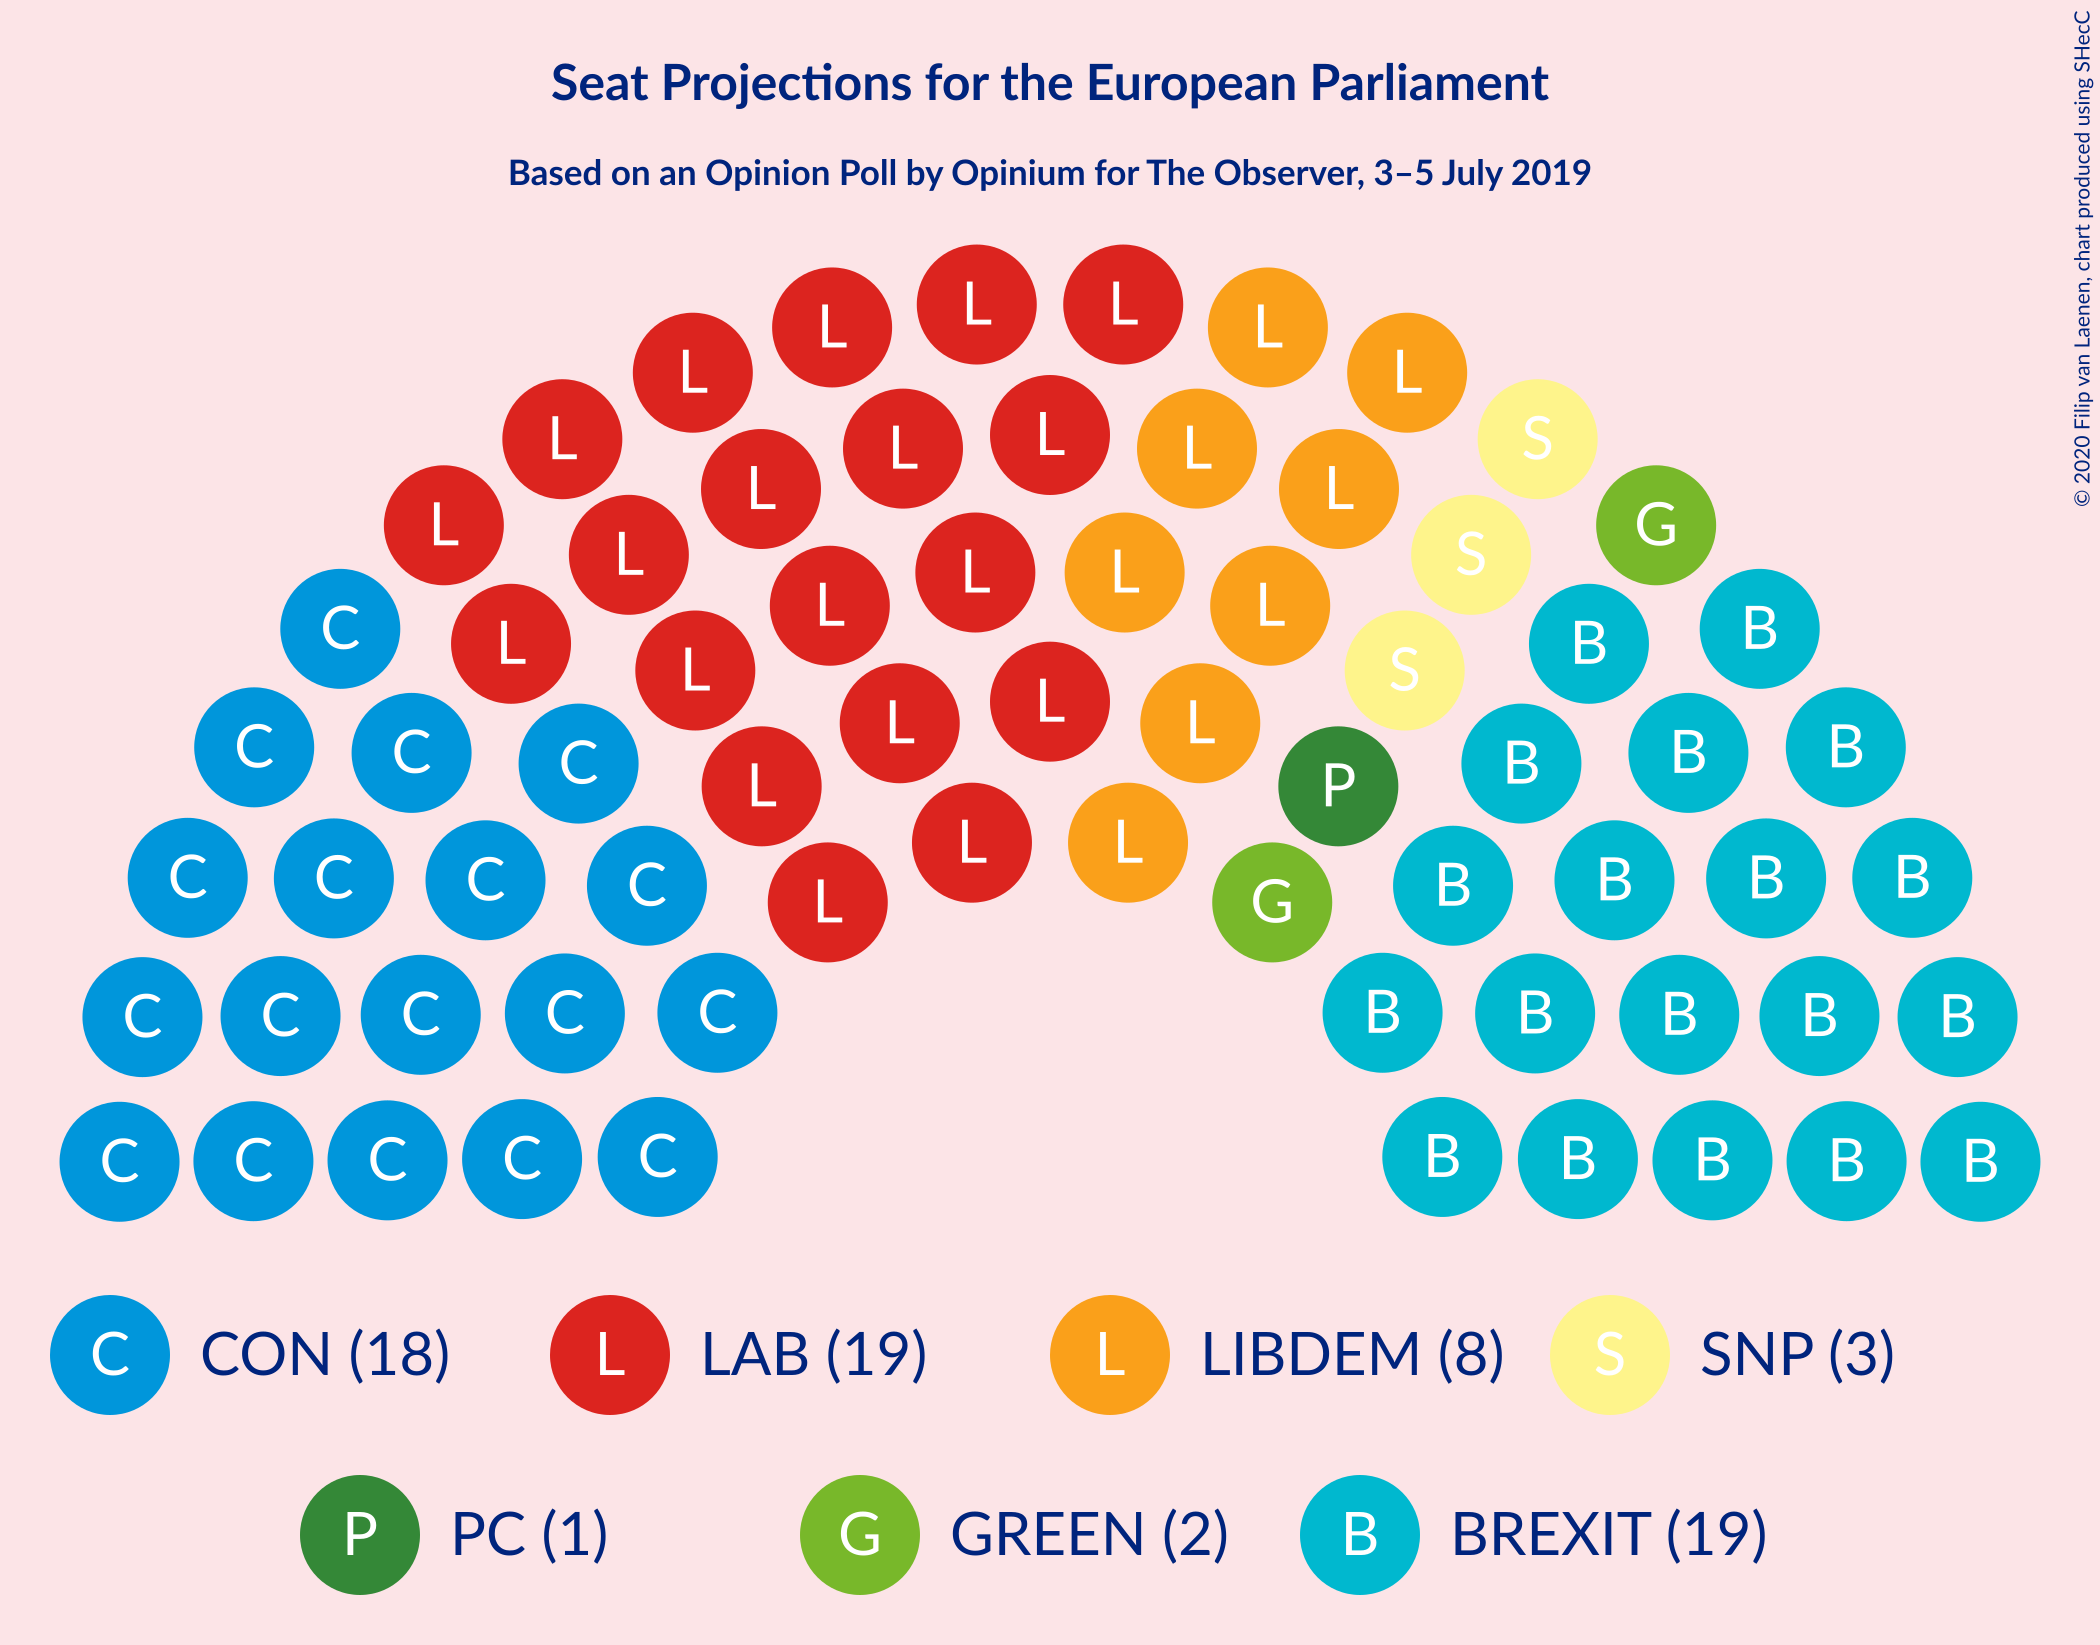 Seat Projections for the European Parliament
Based on an Opinion Poll by Opinium for The Observer, 3–5 July 2019
© 2020 Filip van Laenen, chart produced using SHecC
L L
L L
L L
L
L L
L S
L L
L G
L L
L L
S
C B
L B
L S
C L L B
C C B B
C B
L P
L L
C C C C B B B B
L G
C C C C C B B B B B
C C C C C B B B B B
C CON (18) L LAB (19) L LIBDEM (8) S SNP (3)
P PC (1) G GREEN (2) B BREXIT (19)